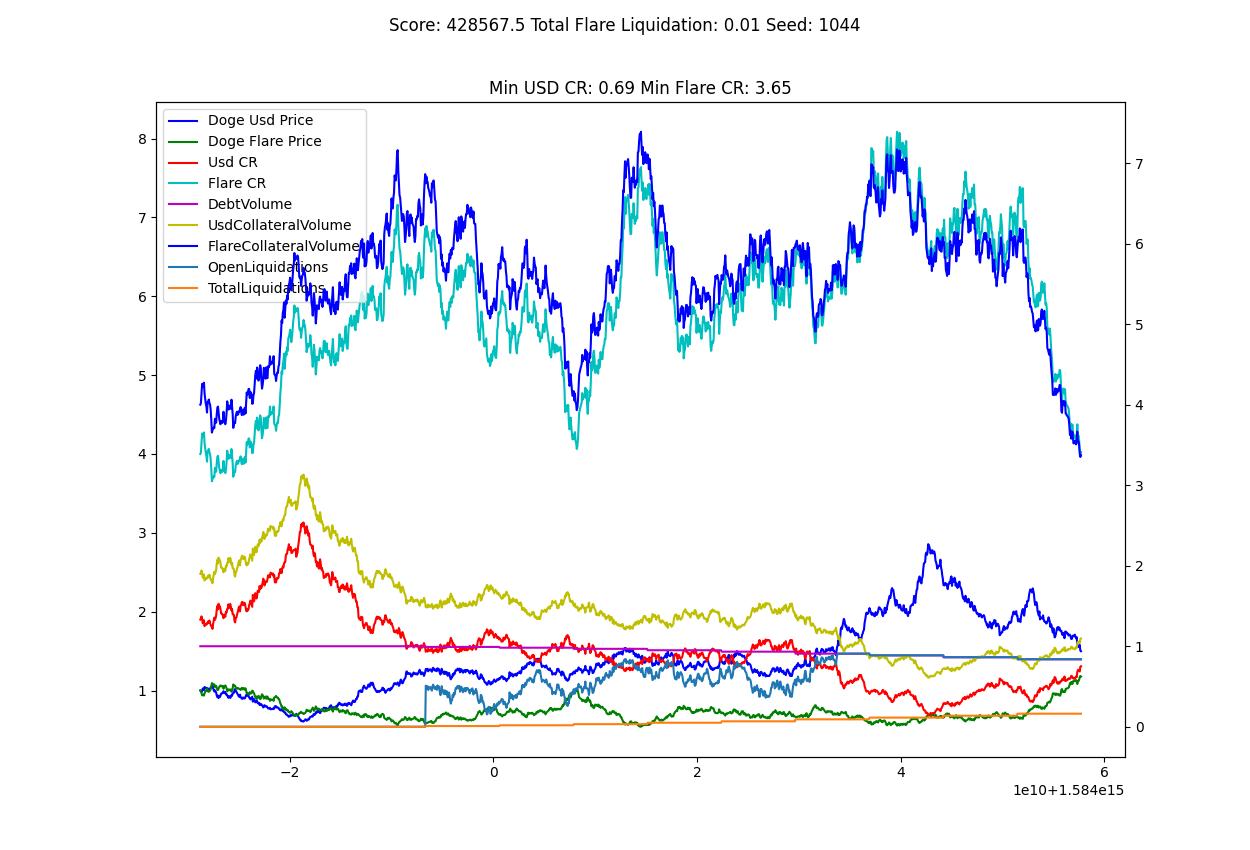 Score: 428567.5 Total Flare Liquidation: 0.01 Seed: 1044
Min USD CR: 0.69 Min Flare CR: 3.65
Doge Usd Price
Doge Flare Price
Usd CR
Flare CR
DebtVolume
UsdCollateralVolume
FlareCollateralVolume
OpenLiquidations
TotalLiquidations
8
7
6
5
4
3
2
1
7
6
5
4
3
2
1
0
−2
0
2
4
6
1e10+1.584e15